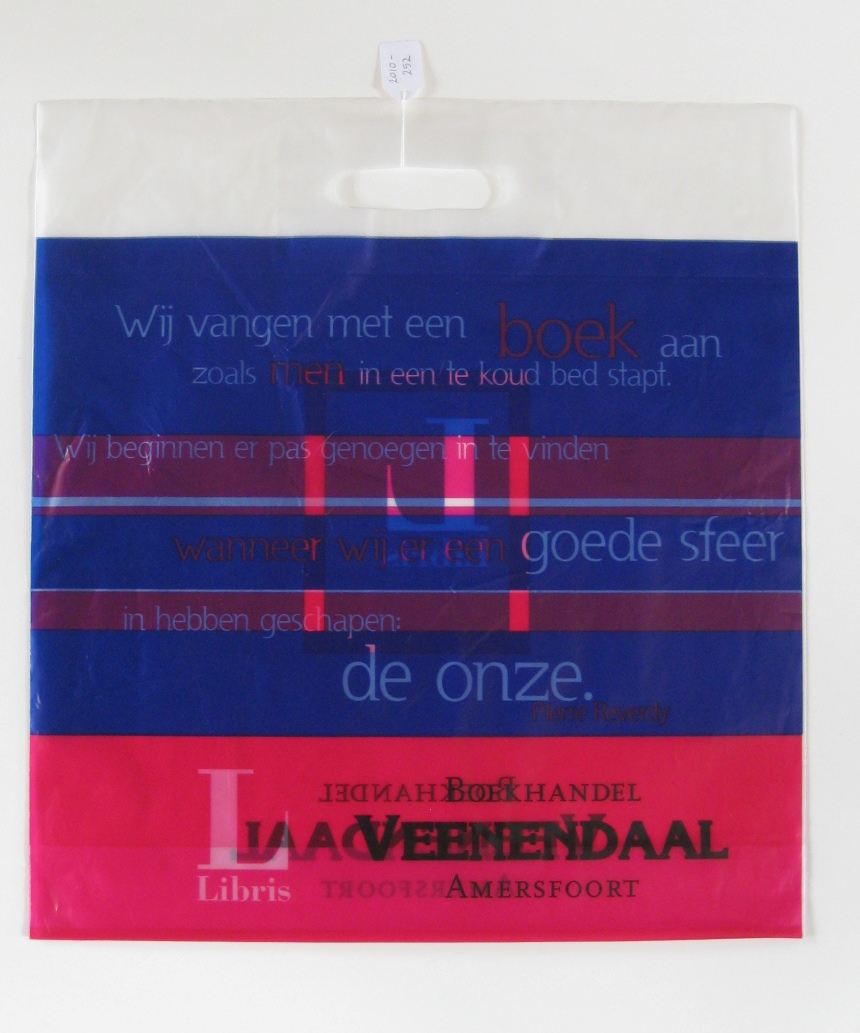 2010-
252
Wij vangen met een boek aan
zoals men in een te koud bed stapt.
Wij beginnen er pas genoegen in te vinden
wanneer wij er een goede sfeer
in hebben geschapen:
de onze.
Pierre Reverdy
L
Libris
BOEKHANDEL
VEENENDAAL
AMERSFOORT